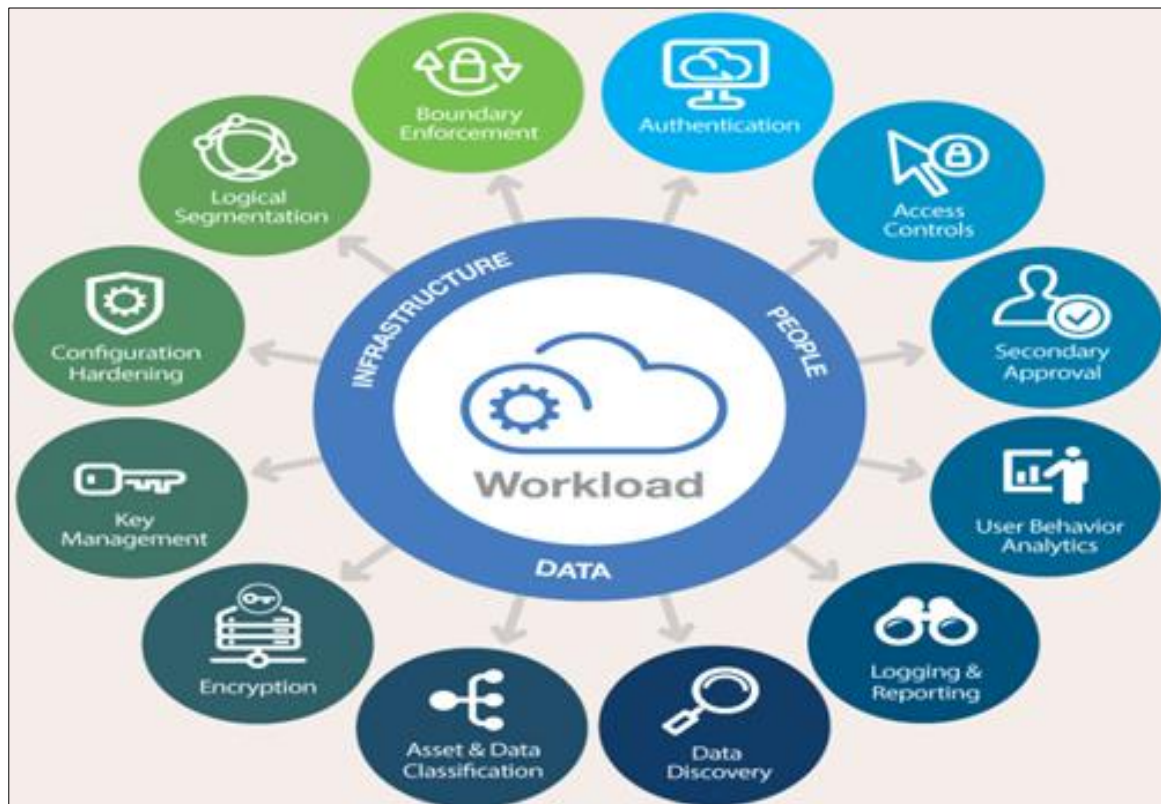 Boundary
Enforcement
Authentication
Access
Controls
Secondary
Approval
User Behavior
Analytics
Logging &
Reporting
Data
Discovery
Asset & Data
Classification
Encryption
Key
Management
Configuration
Hardening
Logical
Segmentation
INFRASTRUCTURE
PEOPLE
DATA
Workload